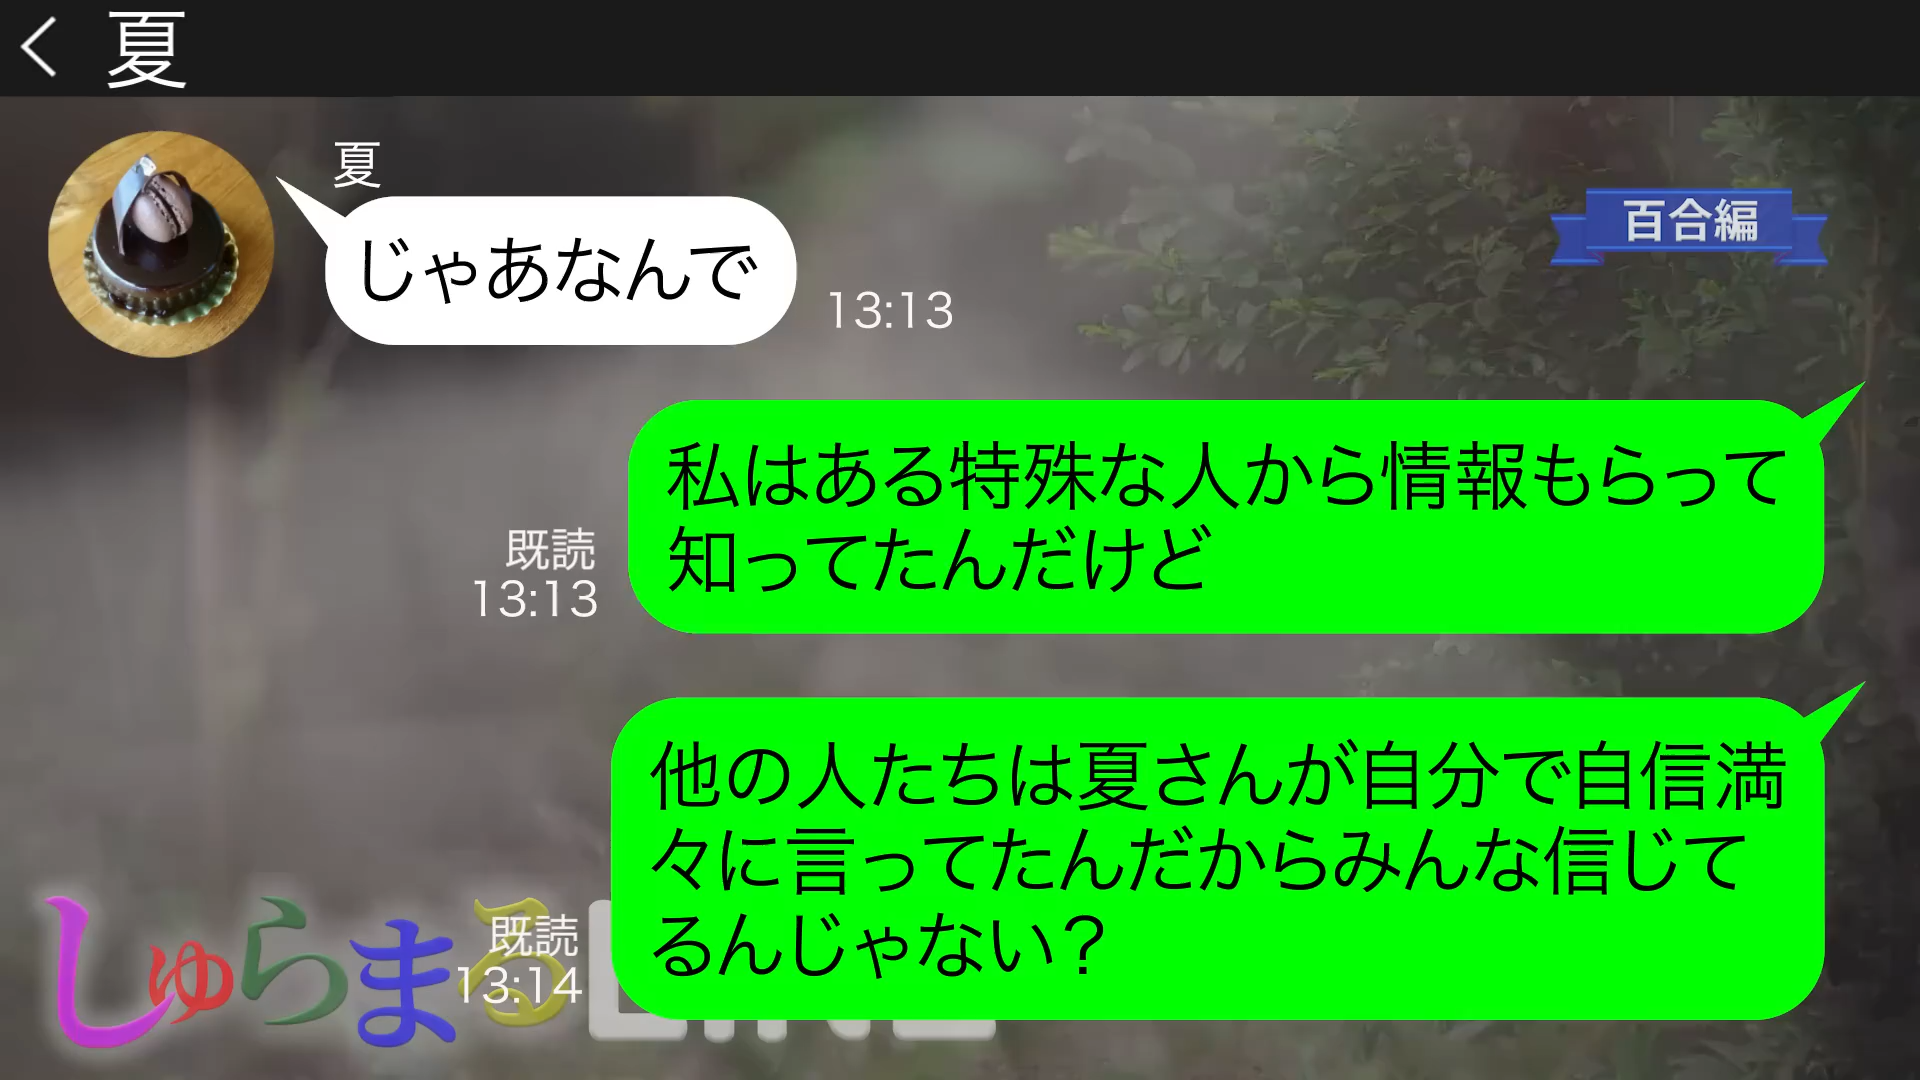 夏
夏
じゃあなんで
13:13
百合編
私はある特殊な人から情報もらって
知ってたんだけど
既読
13:13
他の人たちは夏さんが自分で自信満
々に言ってたんだからみんな信じて
るんじゃない？
既読
13:14
しゅらまる